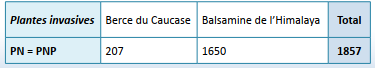 Plantes invasives Berce du Caucase Balsamine de l'Himalaya Total
PN = PNP 207 1650 1857